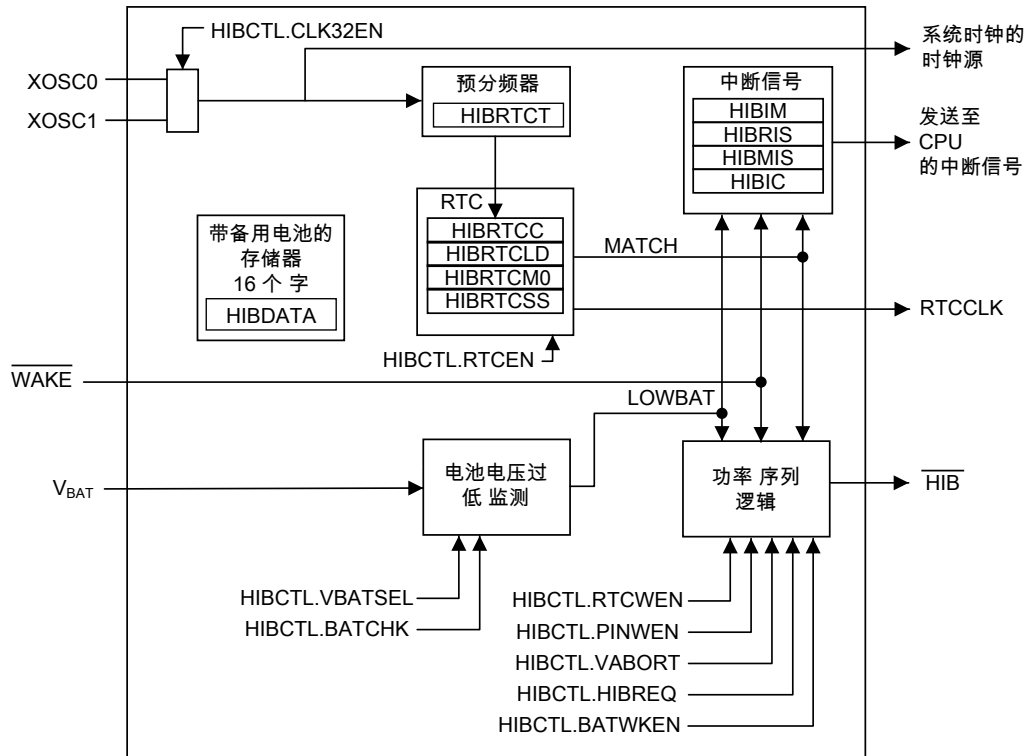 HIBCTL.CLK32EN
XOSC0
XOSC1
系统时钟的
时钟源
预分频器
HIBRTCT
中断信号
HIBIM
HIBRIS
HIBMIS
HIBIC
发送至
CPU
的中断信号
带备用电池的
存储器
16 个 字
HIBDATA
RTC
HIBRTCC
HIBRTCLD
HIBRTCM0
HIBRTCSS
MATCH
RTCCLK
HIBCTL.RTCEN
WAKE
LOWBAT
VBAT
电池电压过
低 监测
功率 序列
逻辑
HIB
HIBCTL.VBATSEL
HIBCTL.BATCHK
HIBCTL.RTCWEN
HIBCTL.PINWEN
HIBCTL.VABORT
HIBCTL.HIBREQ
HIBCTL.BATWKEN